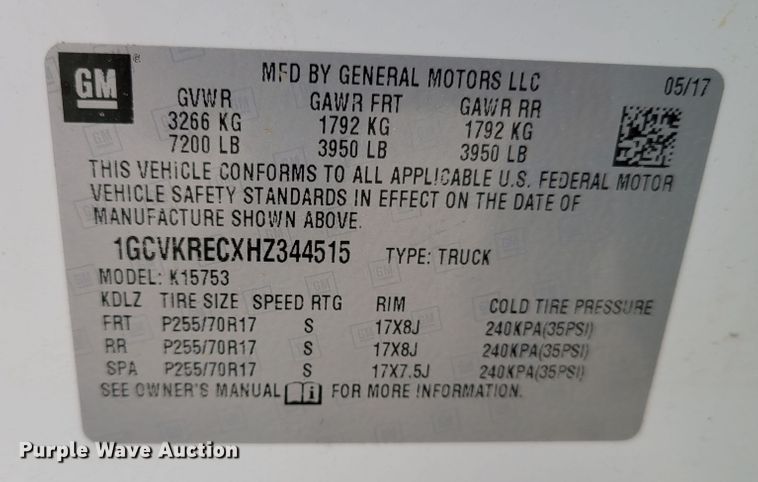 GM
MFD BY GENERAL MOTORS LLC 05/17
GVWR GAWR FRT GAWR RR
3266 KG 1792 KG 1792 KG
7200 LB 3950 LB 3950 LB
THIS VEHICLE CONFORMS TO ALL APPLICABLE U.S. FEDERAL MOTOR
VEHICLE SAFETY STANDARDS IN EFFECT ON THE DATE OF
MANUFACTURE SHOWN ABOVE.
1GCVKRECXHZ344515 TYPE: TRUCK
MODEL: K15753
KDLZ TIRE SIZE SPEED RTG RIM COLD TIRE PRESSURE
FRT P255/70R17 S 17X8J 240KPA(35PSI)
RR P255/70R17 S 17X8J 240KPA(35PSI)
SPA P255/70R17 S 17X7.5J 240KPA(35PSI)
SEE OWNER'S MANUAL i FOR MORE INFORMATION.
Purple Wave Auction